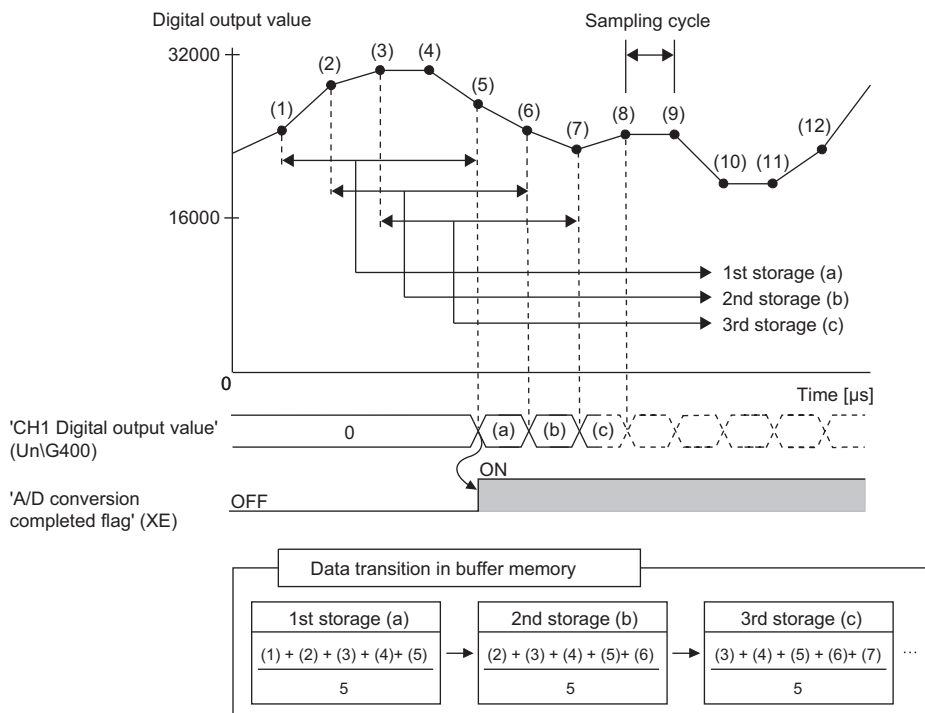 Digital output value
Sampling cycle
32000
(1)
(2)
(3)
(4)
(5)
(6)
(7)
(8)
(9)
(10)
(11)
(12)
16000
1st storage (a)
2nd storage (b)
3rd storage (c)
0
Time [μs]
'CH1 Digital output value'
(Un\G400)
0
(a)
(b)
(c)
ON
'A/D conversion
completed flag' (XE)
OFF
Data transition in buffer memory
1st storage (a)
(1) + (2) + (3) + (4)+ (5)
5
2nd storage (b)
(2) + (3) + (4) + (5)+ (6)
5
3rd storage (c)
(3) + (4) + (5) + (6)+ (7)
5
...